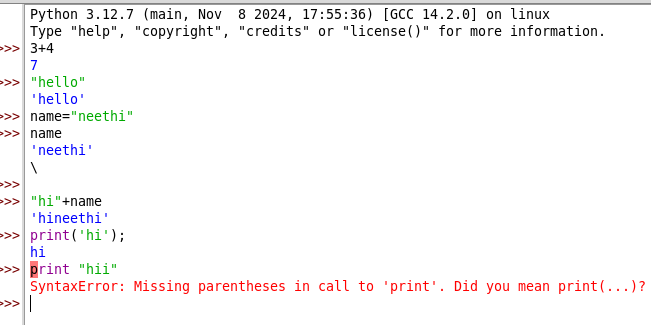 Python 3.12.7 (main, Nov  8 2024, 17:55:36) [GCC 14.2.0] on linux
Type "help", "copyright", "credits" or "license()" for more information.
>>> 3+4
7
>>> "hello"
'hello'
>>> name="neethi"
>>> name
'neethi'
\
>>>
>>> "hi"+name
'hineethi'
>>> print('hi');
hi
>>> print "hii"
SyntaxError: Missing parentheses in call to 'print'. Did you mean print(...)?
>>>